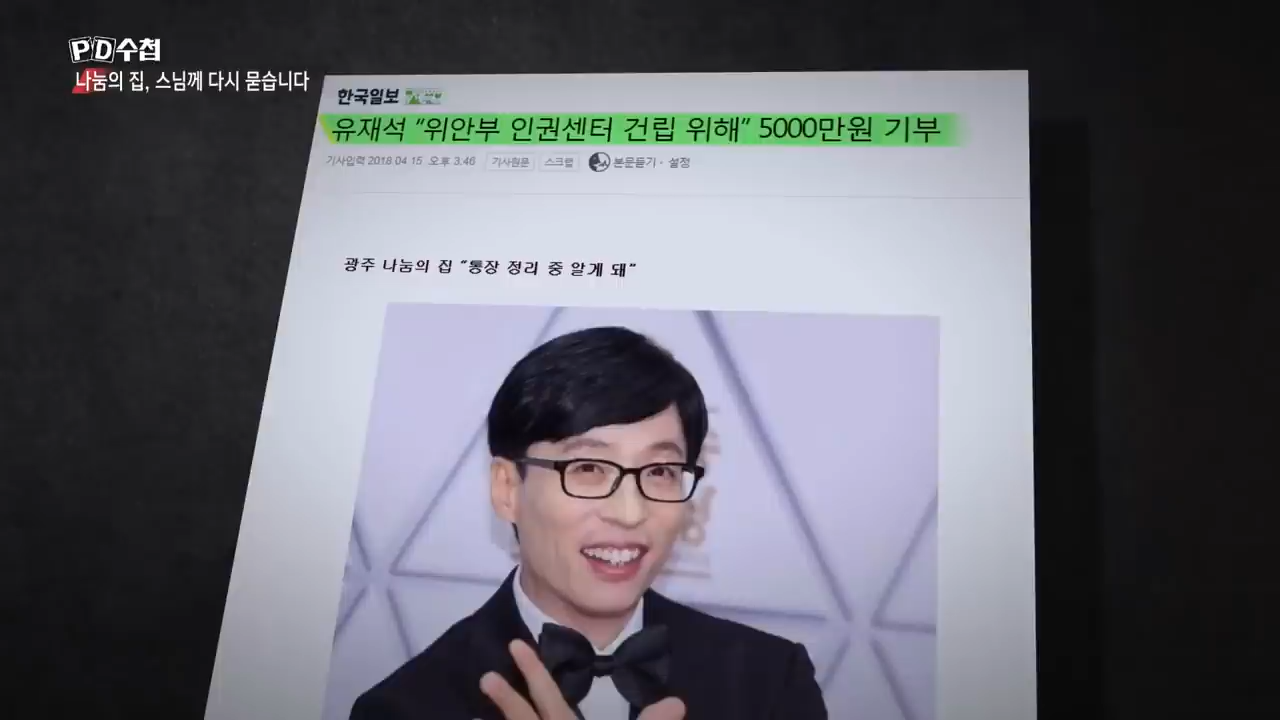 PD수첩
나눔의 집, 스님께 다시 묻습니다
한국일보
유재석 “위안부 인권센터 건립 위해” 5000만원 기부
기사입력 2018 04 15 오후 3.46 기사원문 스크랩 본문듣기 · 설정
광주 나눔의 집 “통장 정리 중 알게 돼”